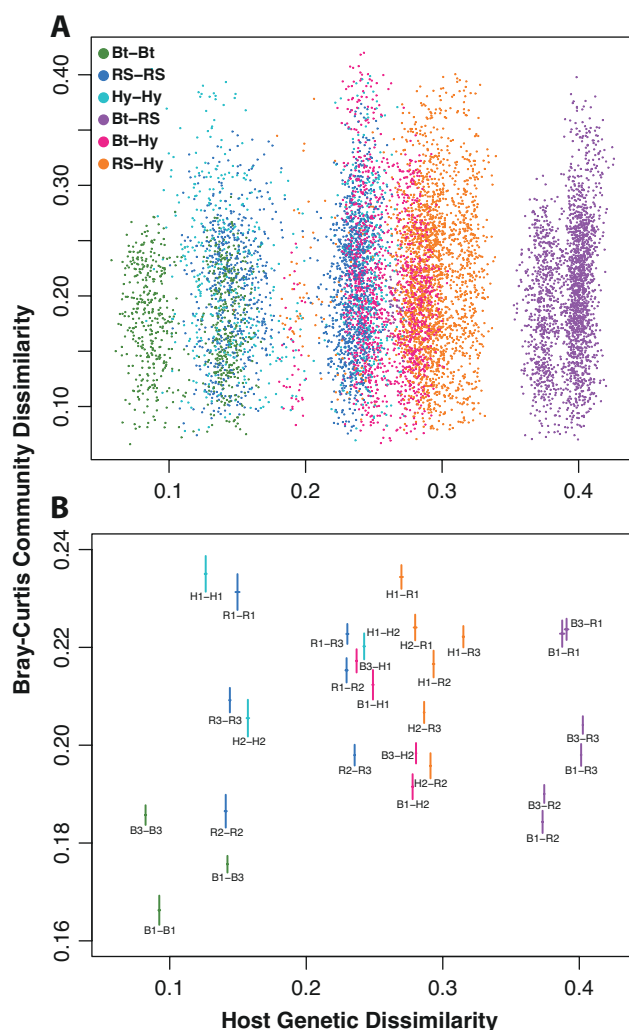 A
Bt–Bt
RS–RS
Hy–Hy
Bt–RS
Bt–Hy
RS–Hy
0.40
0.30
0.20
0.10
0.1 0.2 0.3 0.4
Bray-Curtis Community Dissimilarity
B
0.24
0.22
0.20
0.18
0.16
H1–H1
R1–R1
H1–R1
R1–R3
H1–H2
H2–R1
H1–R3
B3–R1
B1–R1
B3–H1
R1–R2
H1–R2
B1–H1
R3–R3
H2–H2
H2–R3
B3–R3
R2–R3
B3–H2
H2–R2
B1–R3
B1–H2
B3–R2
B3–B3
R2–R2
B1–R2
B1–B3
B1–B1
0.1 0.2 0.3 0.4
Host Genetic Dissimilarity